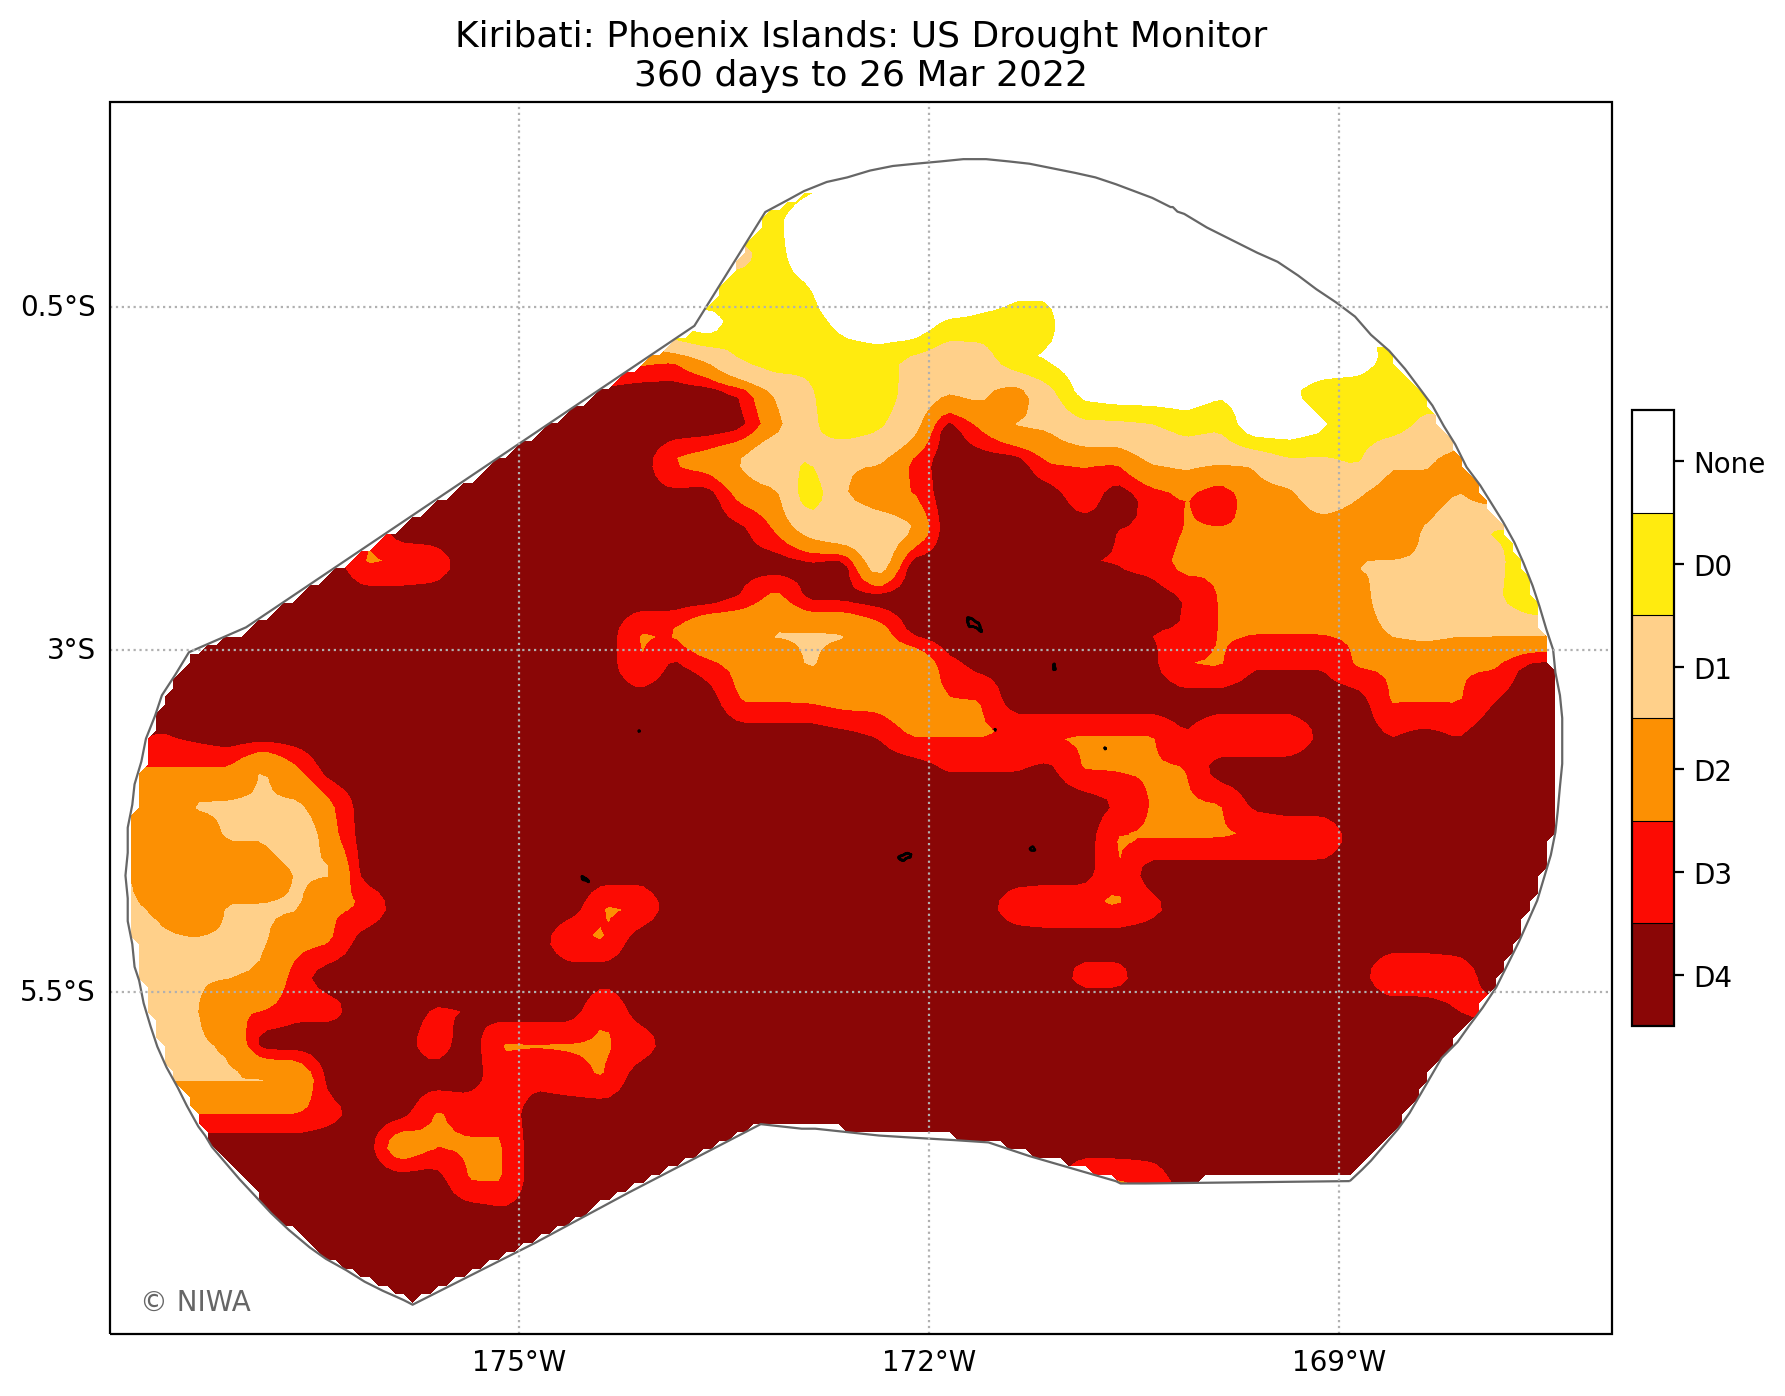 Kiribati: Phoenix Islands: US Drought Monitor
360 days to 26 Mar 2022
0.5°S
3°S
5.5°S
175°W
172°W
169°W
None
D0
D1
D2
D3
D4
© NIWA